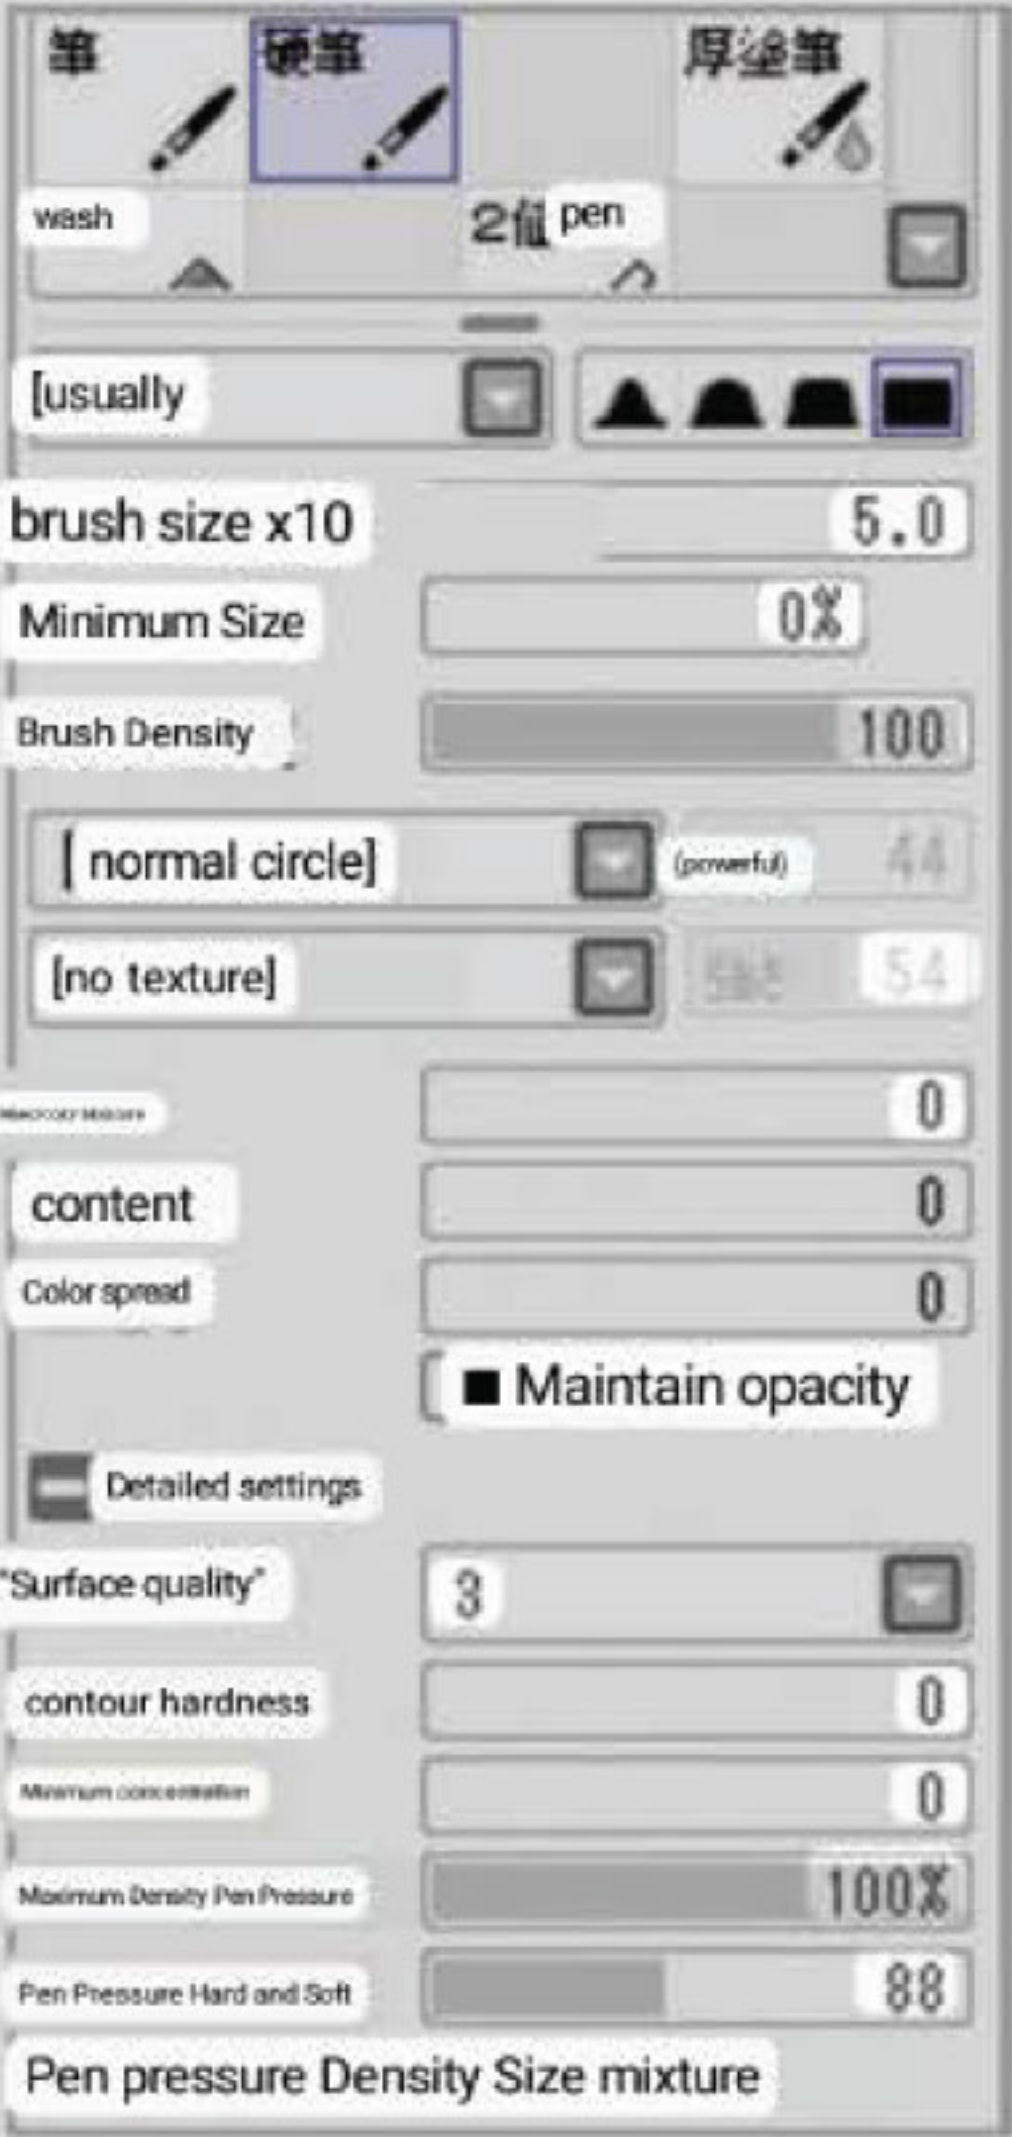 筆 硬筆 厚塗筆
wash 2値 pen
[usually
brush size x10 5.0
Minimum Size 0%
Brush Density 100
[ normal circle] (powerful) 44
[no texture] 54
0
content 0
Color spread 0
■ Maintain opacity
Detailed settings
"Surface quality" 3
contour hardness 0
Minimum concentration 0
Maximum Density Pen Pressure 100%
Pen Pressure Hard and Soft 88
Pen pressure Density Size mixture